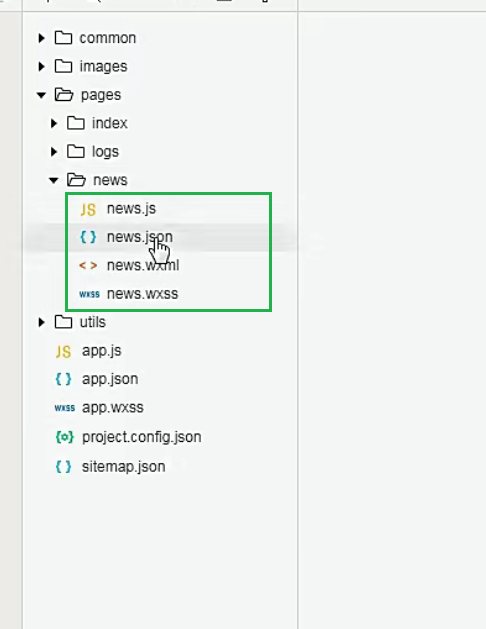 common
images
pages
index
logs
news
JS news.js
{ } news.json
< > news.wxml
wxss news.wxss
utils
JS app.js
{ } app.json
wxss app.wxss
{o} project.config.json
{ } sitemap.json